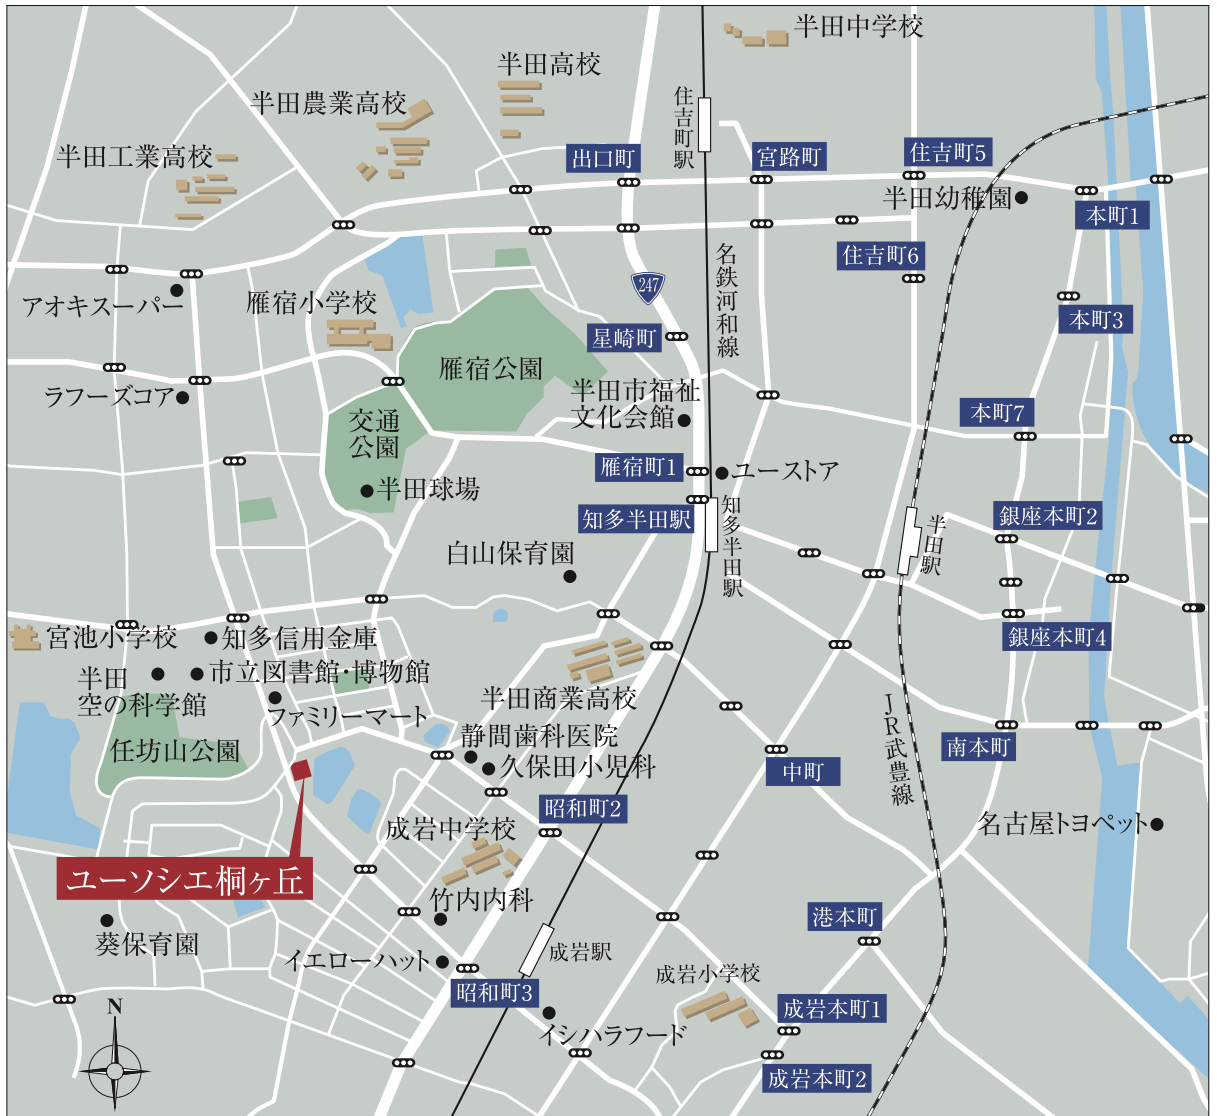 半田中学校
半田高校
半田農業高校
住吉町駅
半田工業高校
出口町
宮路町
住吉町5
半田幼稚園
本町1
名鉄河和線
住吉町6
247
アオキスーパー
雁宿小学校
本町3
星崎町
雁宿公園
半田市福祉
文化会館
ラフーズコア
交通
公園
本町7
雁宿町1
ユーストア
半田球場
知多半田駅
知多半田駅
銀座本町2
半田駅
白山保育園
宮池小学校
知多信用金庫
銀座本町4
市立図書館・博物館
半田
空の科学館
半田商業高校
ファミリーマート
JR武豊線
任坊山公園
静間歯科医院
久保田小児科
南本町
中町
昭和町2
成岩中学校
名古屋トヨペット
ユーソシエ桐ヶ丘
竹内内科
港本町
葵保育園
イエローハット
成岩駅
成岩小学校
昭和町3
N
イシハラフード
成岩本町1
成岩本町2